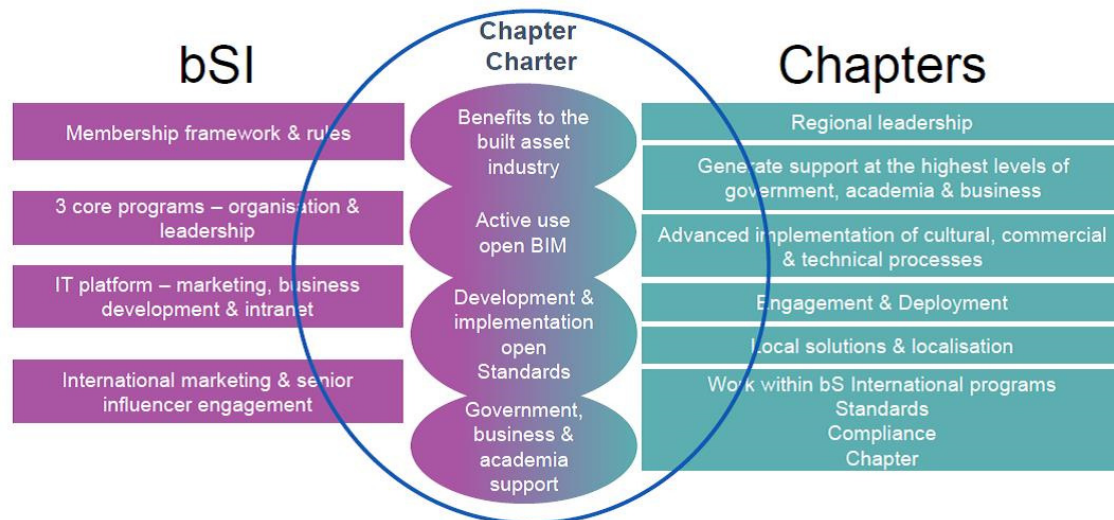 bSI
Membership framework & rules
3 core programs – organisation &
leadership
IT platform – marketing, business
development & intranet
International marketing & senior
influencer engagement
Chapter
Charter
Benefits to the
built asset
industry
Active use
open BIM
Development &
implementation
open
Standards
Government,
business &
academia
support
Chapters
Regional leadership
Generate support at the highest levels of
government, academia & business
Advanced implementation of cultural, commercial
& technical processes
Engagement & Deployment
Local solutions & localisation
Work within bS International programs
Standards
Compliance
Chapter